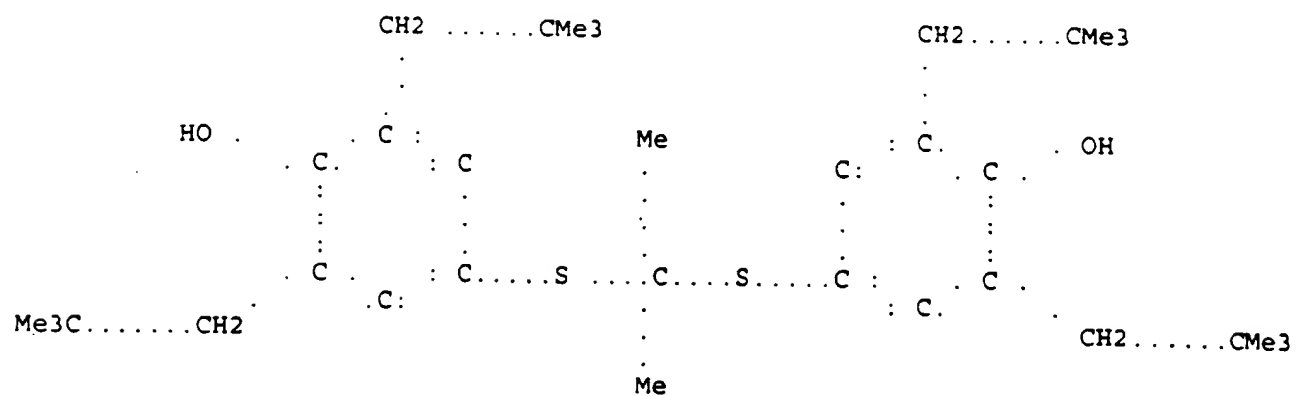 CH2 ......CMe3 CH2......CMe3
HO . . C : Me : C. . OH
. C. : C C: . C .
. C . : C.....S ....C....S.....C : . C .
.C: : C.
Me3C.......CH2 CH2......CMe3
Me